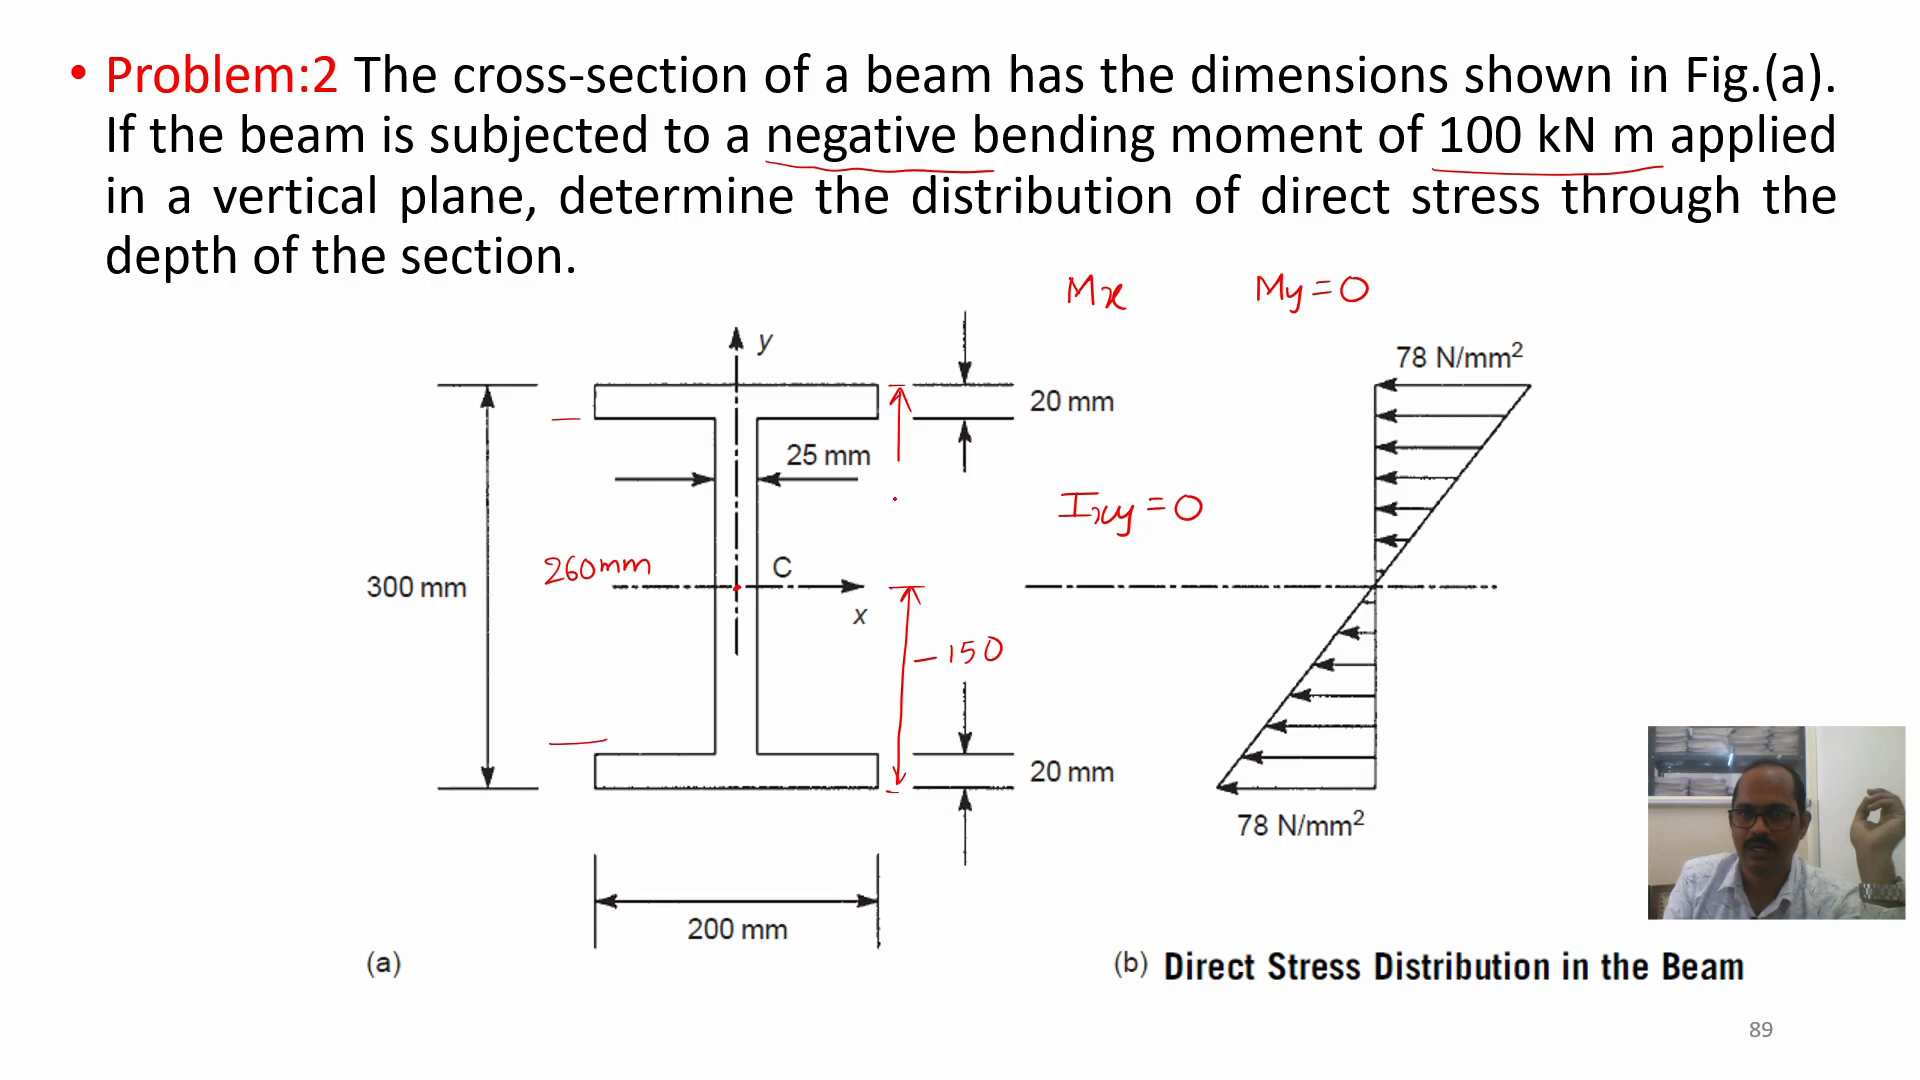 • Problem:2 The cross-section of a beam has the dimensions shown in Fig.(a).
If the beam is subjected to a negative bending moment of 100 kN m applied
in a vertical plane, determine the distribution of direct stress through the
depth of the section.
Mx
My=0
y
78 N/mm²
20 mm
25 mm
Ixy=0
260mm
C
300 mm
x
-150
20 mm
78 N/mm²
200 mm
(a)
(b) Direct Stress Distribution in the Beam
89